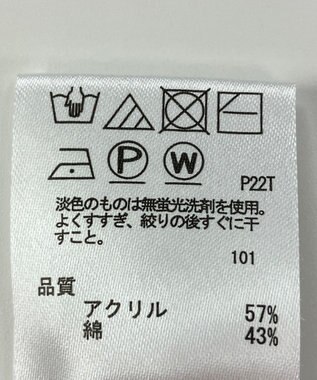 P W
P22T
淡色のものは無蛍光洗剤を使用。
よくすすぎ、絞りの後すぐに干
すこと。
101
品質
アクリル 57%
綿 43%